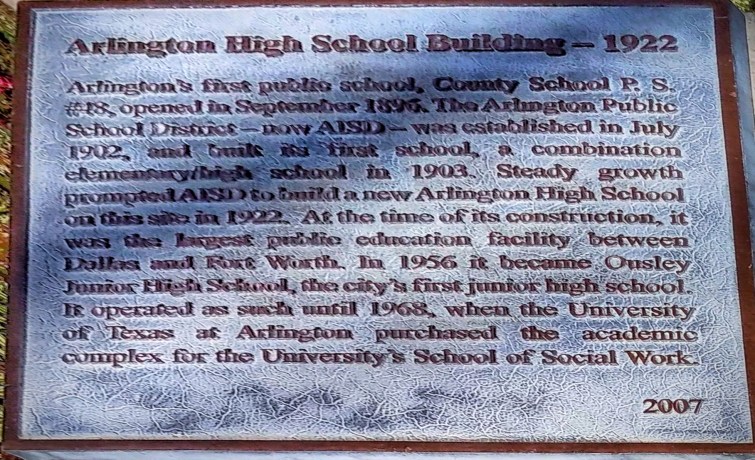 Arlington High School Building – 1922
Arlington's first public school, County School P. S.
#18, opened in September 1896. The Arlington Public
School District – now AISD – was established in July
1902, and built its first school, a combination
elementary/high school in 1903. Steady growth
prompted AISD to build a new Arlington High School
on this site in 1922. At the time of its construction, it
was the largest public education facility between
Dallas and Fort Worth. In 1956 it became Ousley
Junior High School, the city's first junior high school.
It operated as such until 1968, when the University
of Texas at Arlington purchased the academic
complex for the University's School of Social Work.
2007